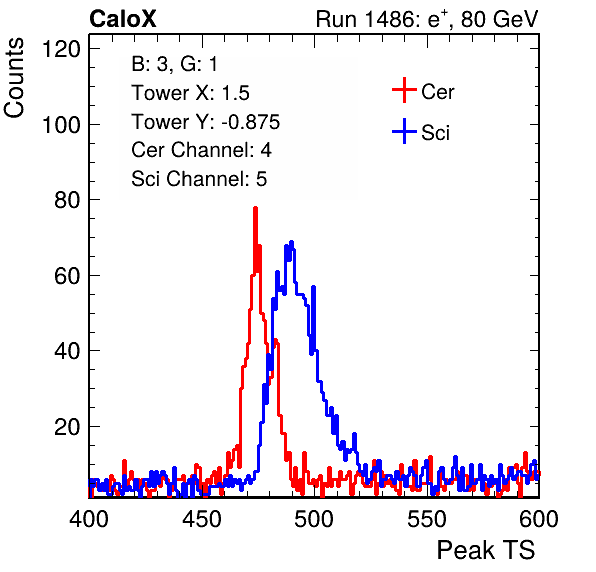 CaloX Run 1486: e⁺, 80 GeV
Counts
B: 3, G: 1
Tower X: 1.5
Tower Y: -0.875
Cer Channel: 4
Sci Channel: 5
Cer
Sci
120
100
80
60
40
20
400 450 500 550 600
Peak TS